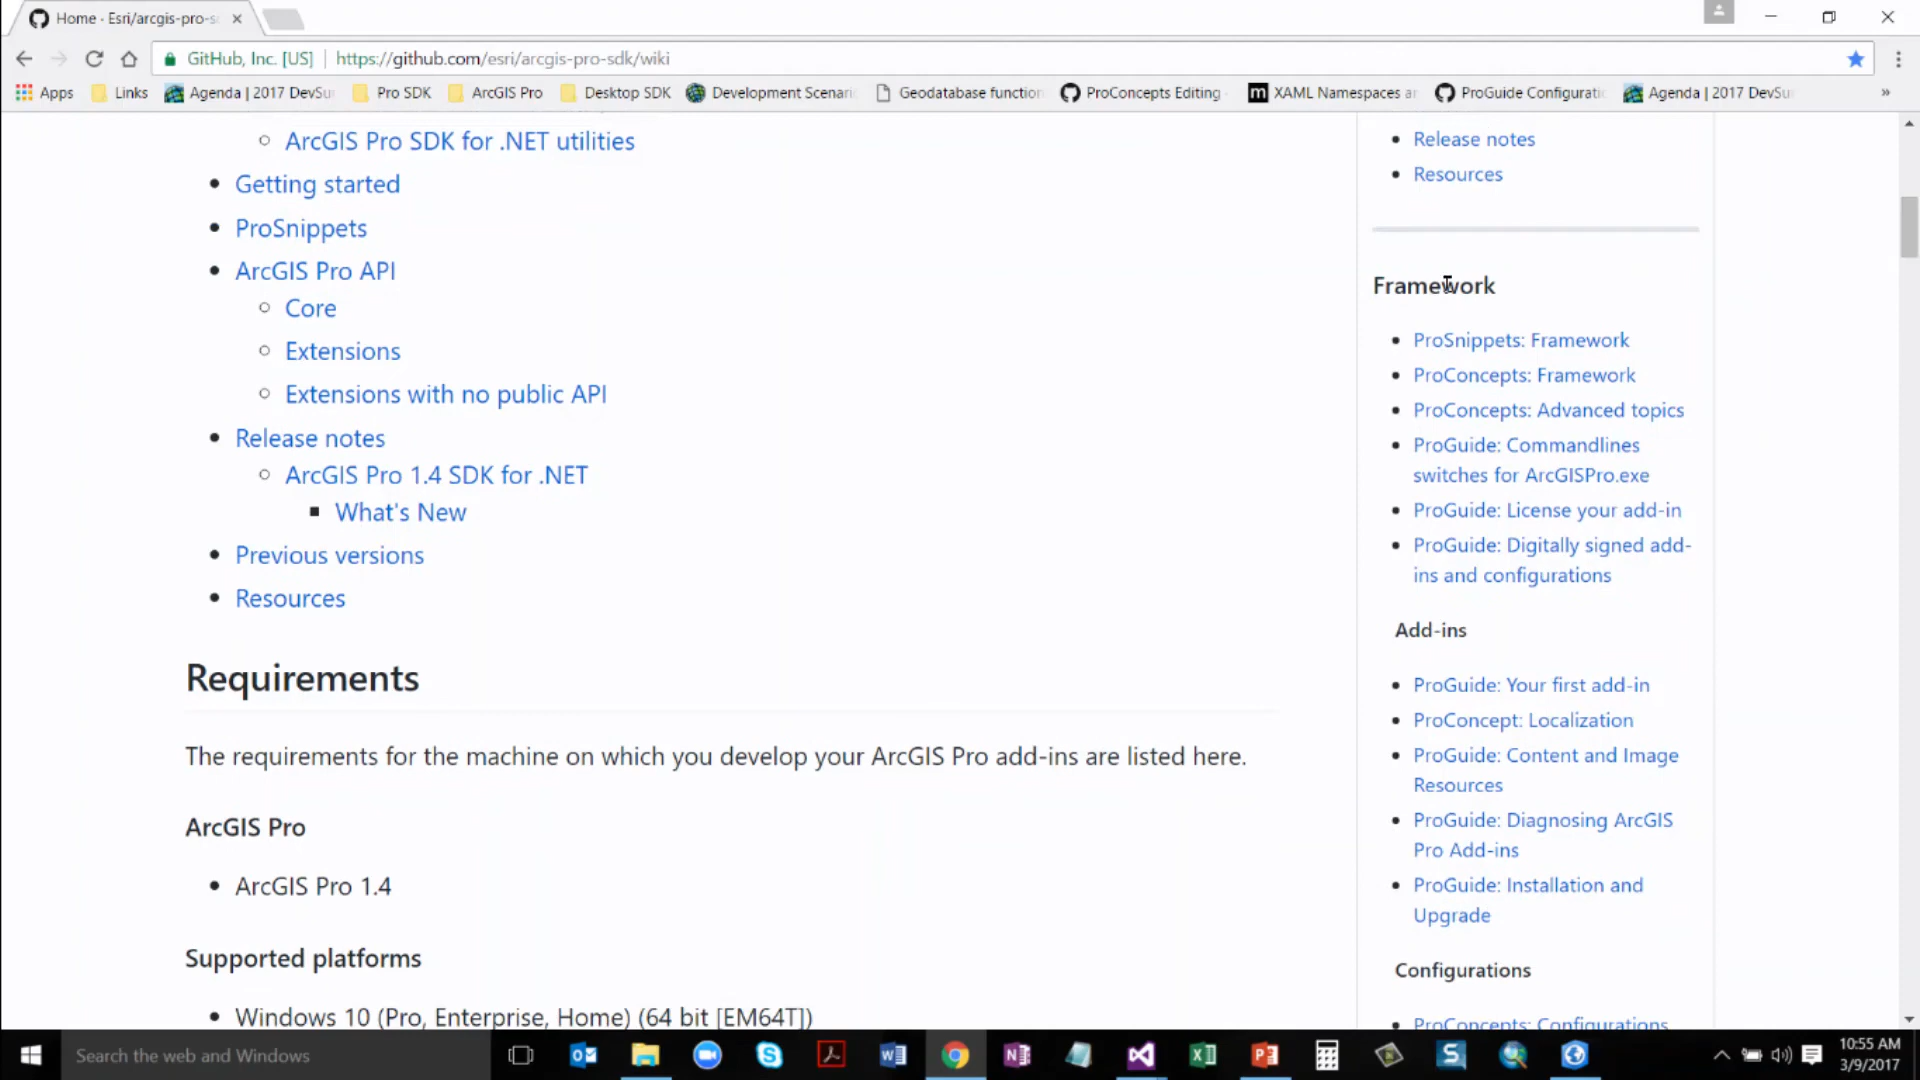 Home - Esri/arcgis-pro-s
GitHub, Inc. [US] | https://github.com/esri/arcgis-pro-sdk/wiki
Apps Links Agenda | 2017 DevSu Pro SDK ArcGIS Pro Desktop SDK Development Scenari Geodatabase function ProConcepts Editing XAML Namespaces a ProGuide Configurati Agenda | 2017 DevSu »
ArcGIS Pro SDK for .NET utilities
Getting started
ProSnippets
ArcGIS Pro API
Core
Extensions
Extensions with no public API
Release notes
ArcGIS Pro 1.4 SDK for .NET
What's New
Previous versions
Resources
Requirements
The requirements for the machine on which you develop your ArcGIS Pro add-ins are listed here.
ArcGIS Pro
ArcGIS Pro 1.4
Supported platforms
Windows 10 (Pro, Enterprise, Home) (64 bit [EM64T])
Release notes
Resources
Framework
ProSnippets: Framework
ProConcepts: Framework
ProConcepts: Advanced topics
ProGuide: Commandlines
switches for ArcGISPro.exe
ProGuide: License your add-in
ProGuide: Digitally signed add-
ins and configurations
Add-ins
ProGuide: Your first add-in
ProConcept: Localization
ProGuide: Content and Image
Resources
ProGuide: Diagnosing ArcGIS
Pro Add-ins
ProGuide: Installation and
Upgrade
Configurations
ProConcepts: Configurations
Search the web and Windows
10:55 AM
3/9/2017